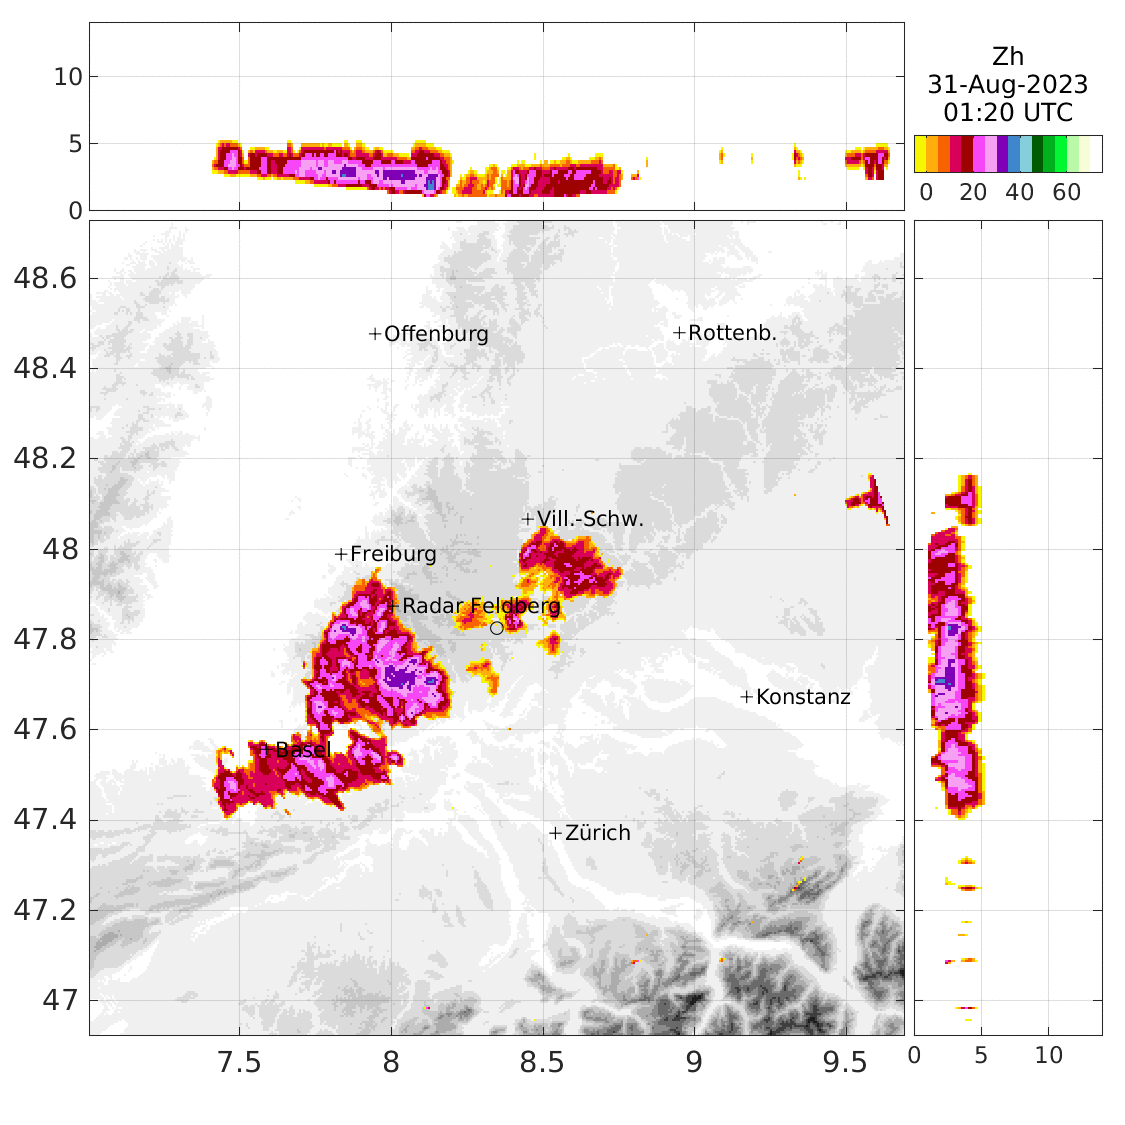 10
5
0
Zh
31-Aug-2023
01:20 UTC
0 20 40 60
48.6
48.4
48.2
48
47.8
47.6
47.4
47.2
47
+Offenburg
+Rottenb.
+Vill.-Schw.
+Freiburg
+Radar Feldberg
+Konstanz
+Basel
+Zürich
7.5 8 8.5 9 9.5
0 5 10